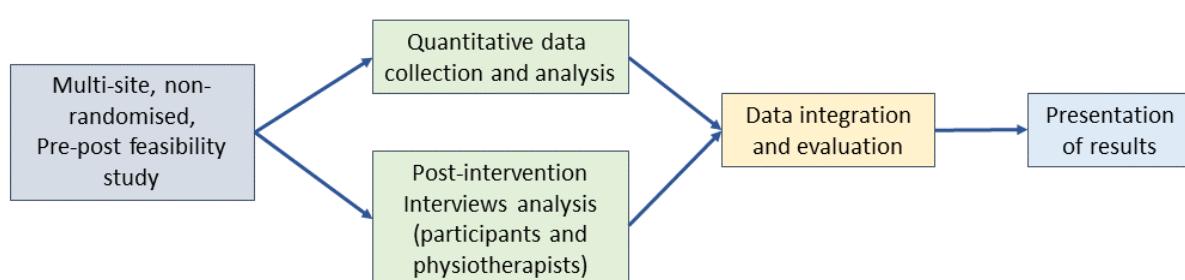 Multi-site, non-
randomised,
Pre-post feasibility
study
Quantitative data
collection and analysis
Post-intervention
Interviews analysis
(participants and
physiotherapists)
Data integration
and evaluation
Presentation
of results